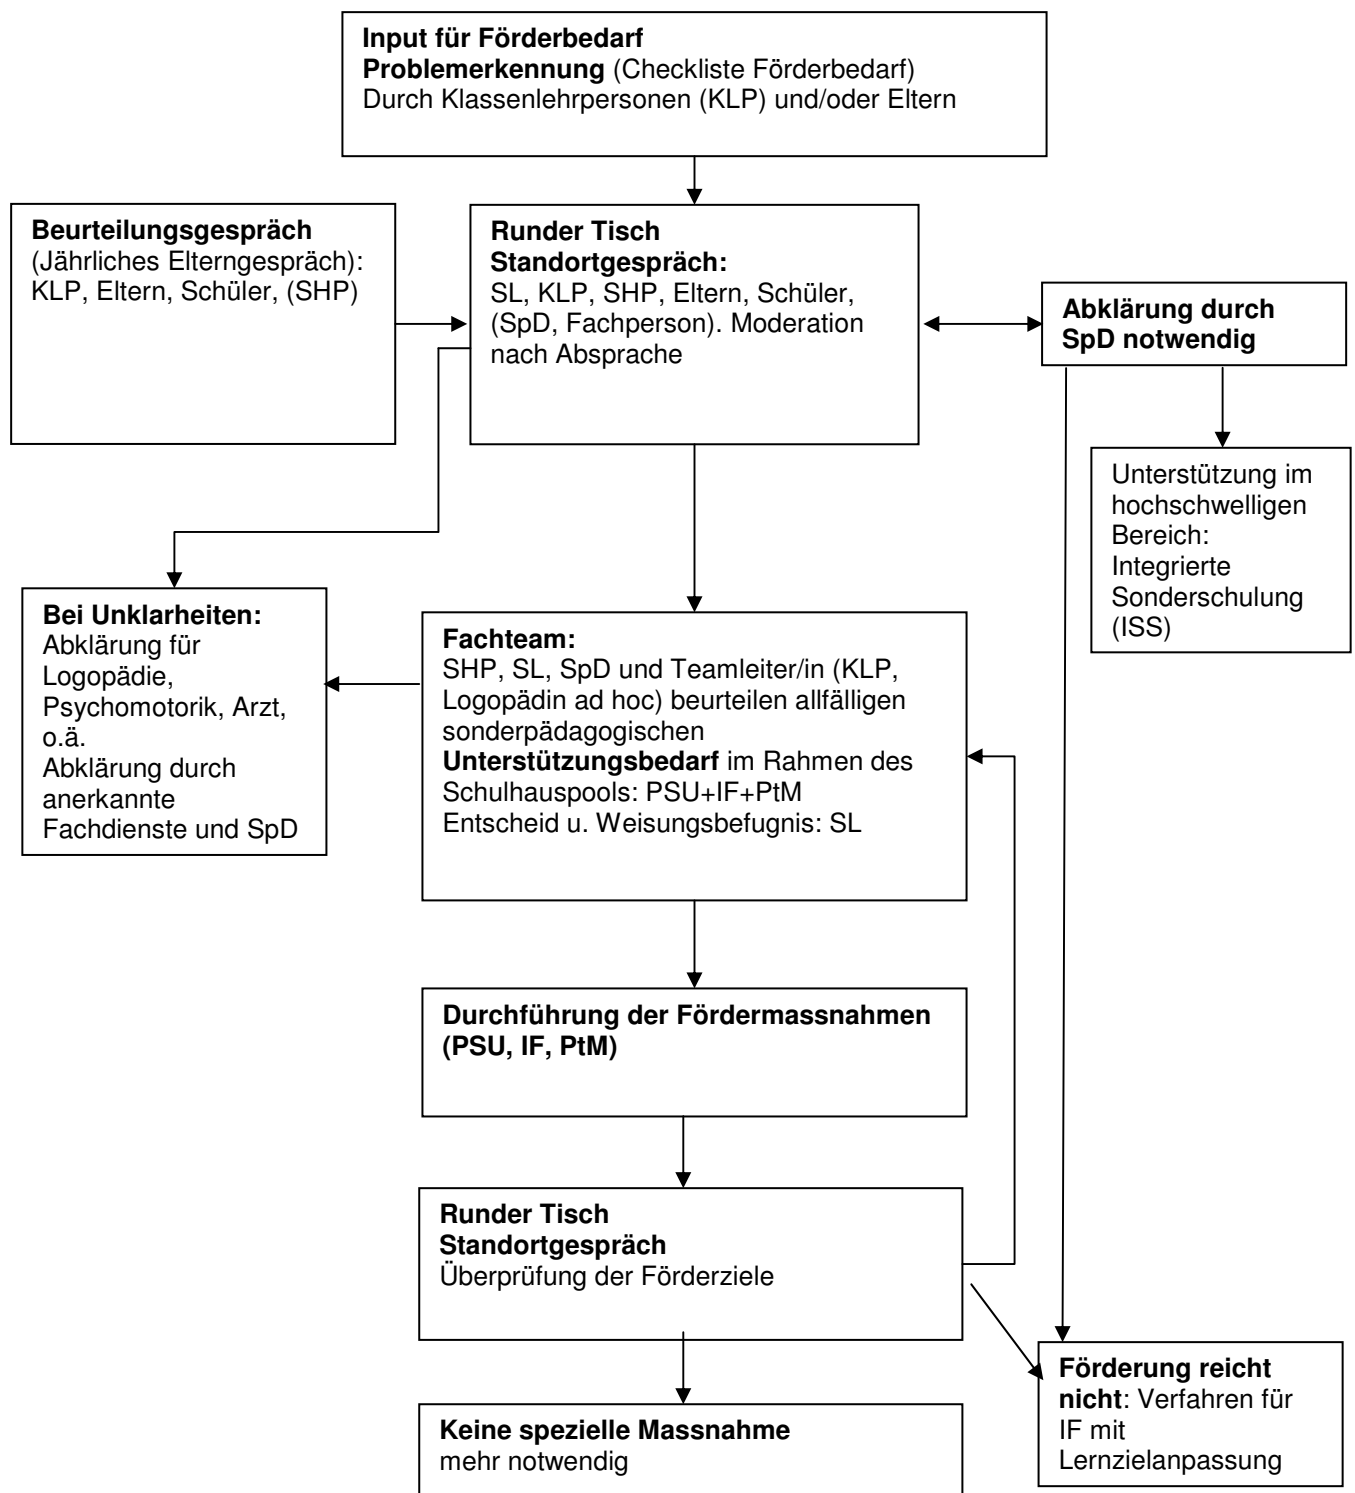 Input für Förderbedarf
Problemerkennung (Checkliste Förderbedarf)
Durch Klassenlehrpersonen (KLP) und/oder Eltern
Beurteilungsgespräch
(Jährliches Elterngespräch):
KLP, Eltern, Schüler, (SHP)
Runder Tisch
Standortgespräch:
SL, KLP, SHP, Eltern, Schüler,
(SpD, Fachperson). Moderation
nach Absprache
Abklärung durch
SpD notwendig
Unterstützung im
hochschwelligen
Bereich:
Integrierte
Sonderschulung
(ISS)
Bei Unklarheiten:
Abklärung für
Logopädie,
Psychomotorik, Arzt,
o.ä.
Abklärung durch
anerkannte
Fachdienste und SpD
Fachteam:
SHP, SL, SpD und Teamleiter/in (KLP,
Logopädin ad hoc) beurteilen allfälligen
sonderpädagogischen
Unterstützungsbedarf im Rahmen des
Schulhauspools: PSU+IF+PtM
Entscheid u. Weisungsbefugnis: SL
Durchführung der Fördermassnahmen
(PSU, IF, PtM)
Runder Tisch
Standortgespräch
Überprüfung der Förderziele
Förderung reicht
nicht: Verfahren für
IF mit
Lernzielanpassung
Keine spezielle Massnahme
mehr notwendig